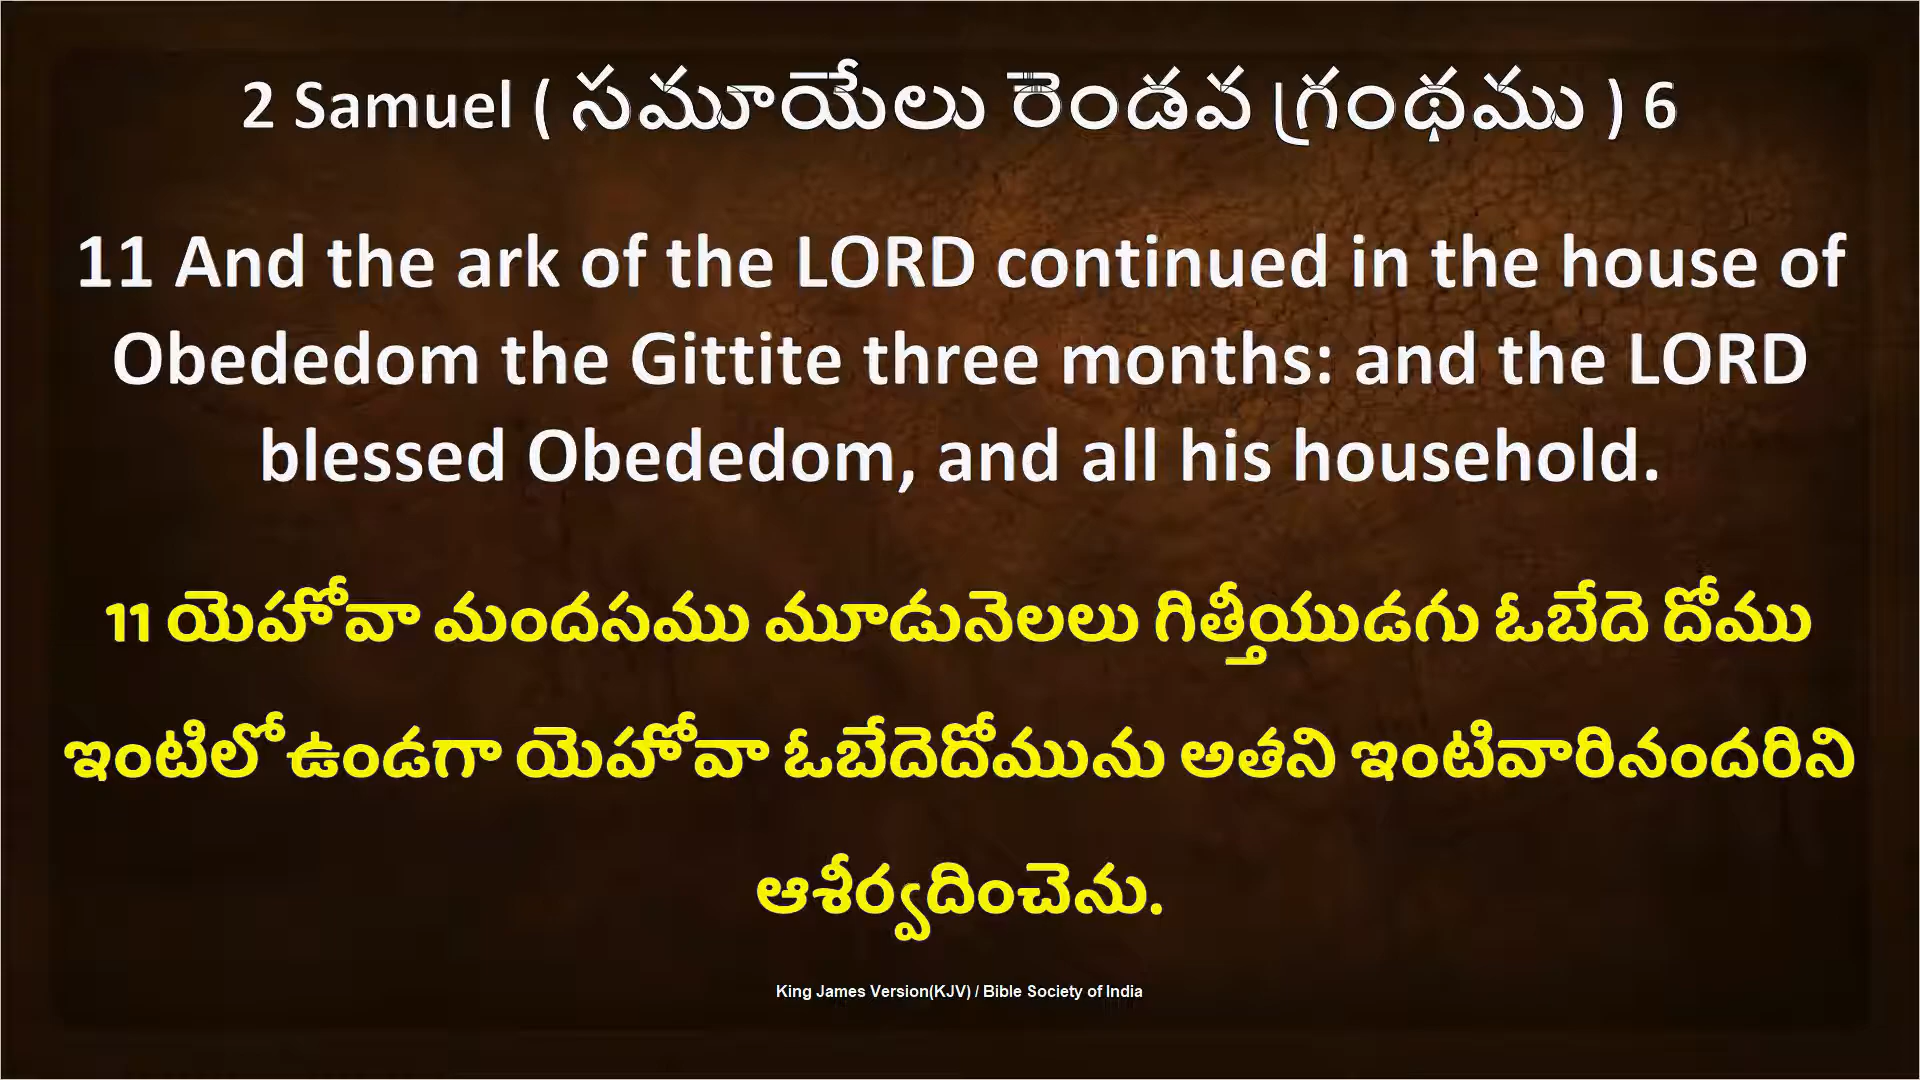 2 Samuel ( సమూయేలు రెండవ గ్రంథము ) 6
11 And the ark of the LORD continued in the house of
Obededom the Gittite three months: and the LORD
blessed Obededom, and all his household.
11 యెహోవా మందసము మూడునెలలు గిత్తీయుడగు ఓబేదె దోము
ఇంటిలో ఉండగా యెహోవా ఓబేదెదోమును అతని ఇంటివారినందరిని
ఆశీర్వదించెను.
King James Version(KJV) / Bible Society of India